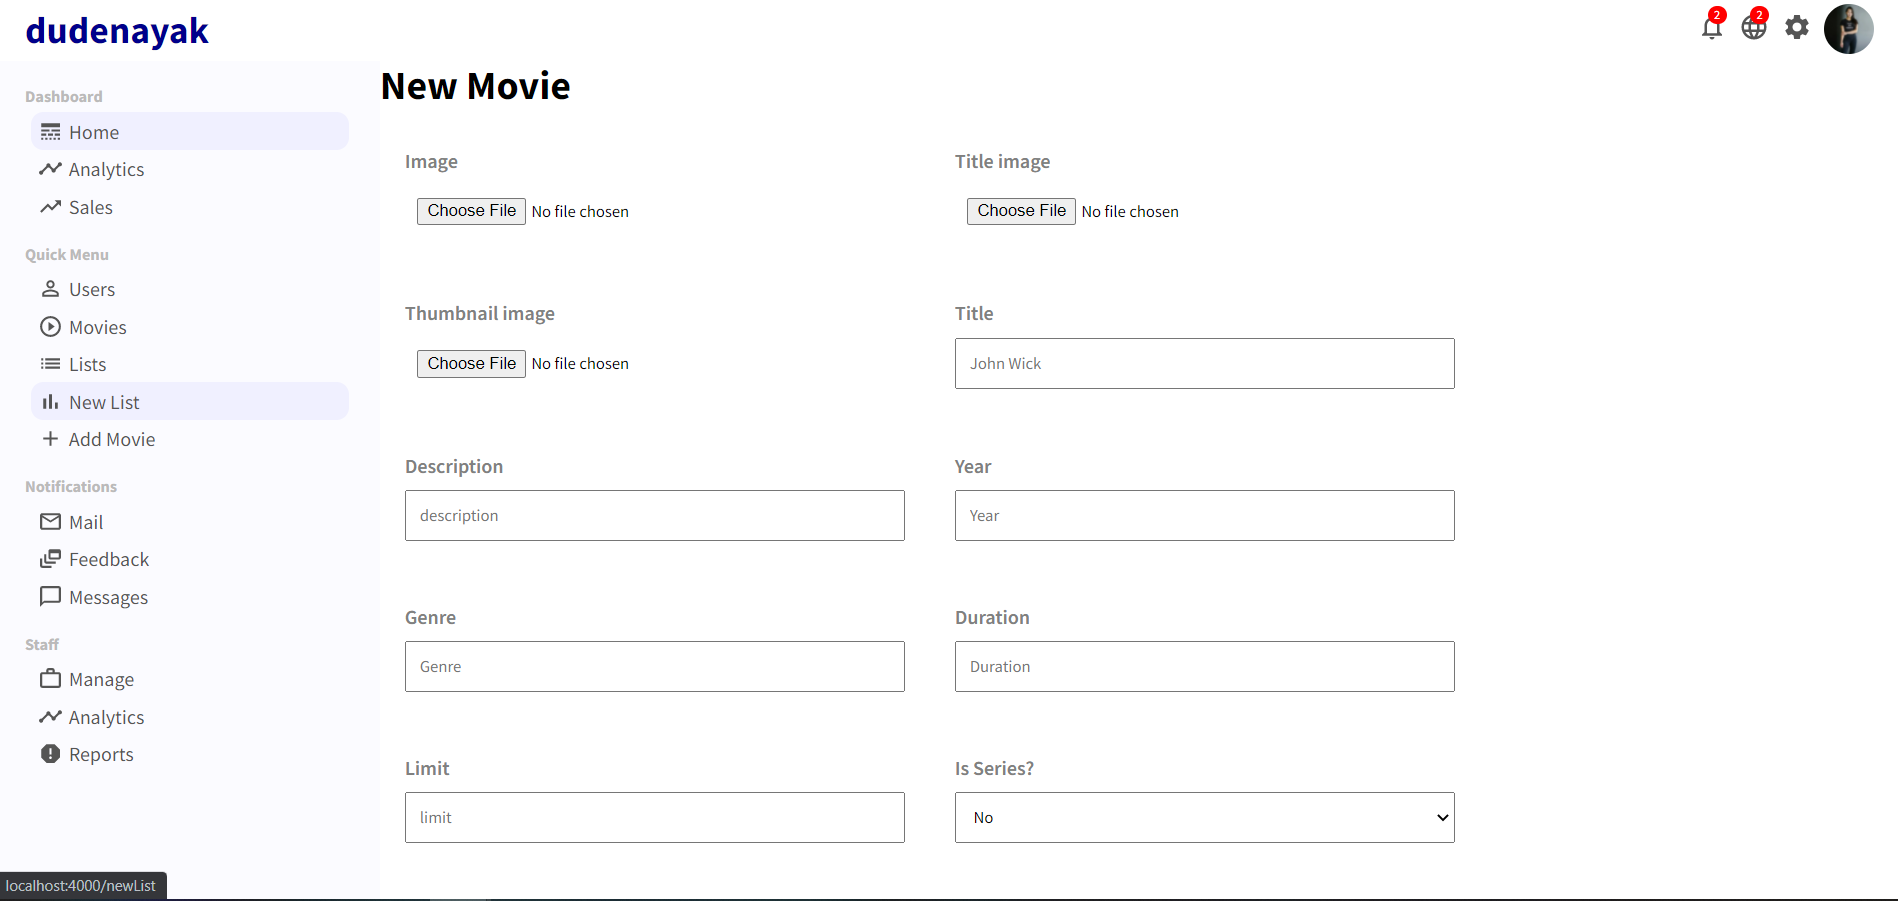 dudenayak
2
2
Dashboard
Home
Analytics
Sales
Quick Menu
Users
Movies
Lists
New List
Add Movie
Notifications
Mail
Feedback
Messages
Staff
Manage
Analytics
Reports
New Movie
Image
Title image
Choose File No file chosen
Choose File No file chosen
Thumbnail image
Title
Choose File No file chosen
John Wick
Description
Year
description
Year
Genre
Duration
Genre
Duration
Limit
Is Series?
limit
No
localhost:4000/newList